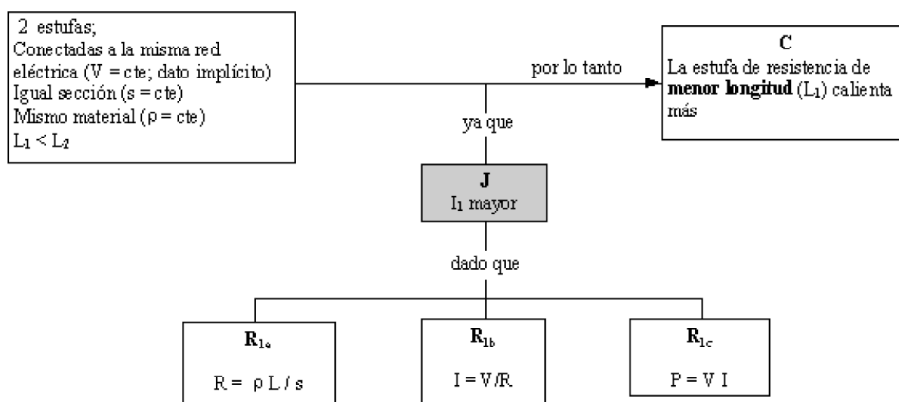 2 estufas;
Conectadas a la misma red
eléctrica (V = cte; dato implícito)
Igual sección (s = cte)
Mismo material (ρ = cte)
L₁ < L₂
por lo tanto
C
La estufa de resistencia de
menor longitud (L₁) calienta
más
ya que
J
I₁ mayor
dado que
R₁ₐ
R = ρ L / s
R₁b
I = V/R
R₁c
P = V I